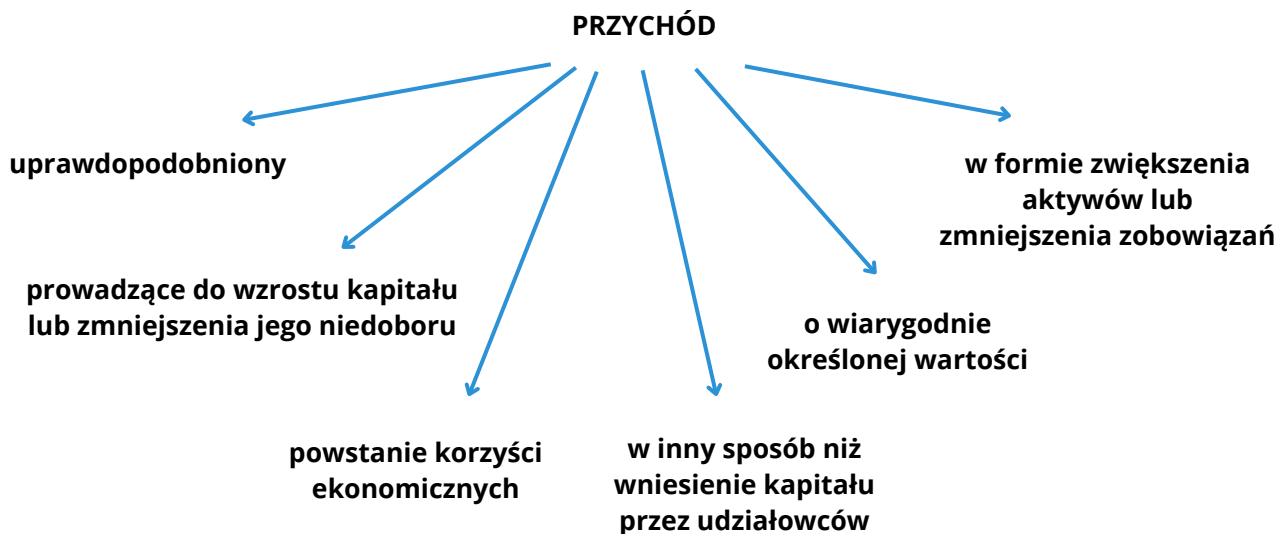 PRZYCHÓD
uprawdopodobniony
w formie zwiększenia
aktywów lub
zmniejszenia zobowiązań
prowadzące do wzrostu kapitału
lub zmniejszenia jego niedoboru
o wiarygodnie
określonej wartości
powstanie korzyści
ekonomicznych
w inny sposób niż
wniesienie kapitału
przez udziałowców